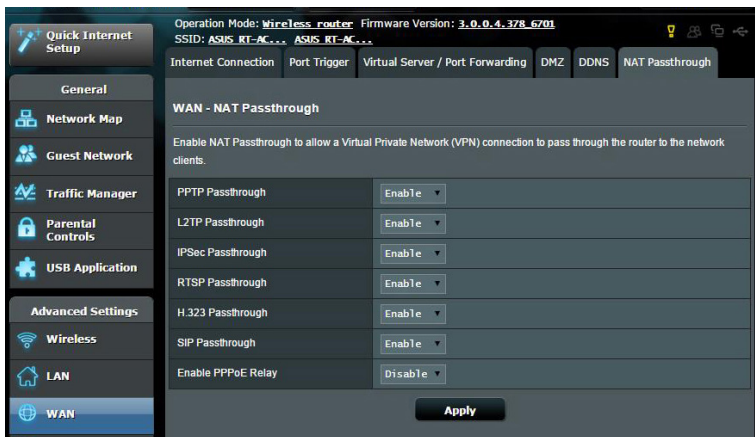 Quick Internet
Setup
Operation Mode: Wireless router Firmware Version: 3.0.0.4.378_6701
SSID: ASUS RT-AC... ASUS RT-AC...
Internet Connection Port Trigger Virtual Server / Port Forwarding DMZ DDNS NAT Passthrough
General
Network Map
Guest Network
Traffic Manager
Parental
Controls
USB Application
Advanced Settings
Wireless
LAN
WAN
WAN - NAT Passthrough
Enable NAT Passthrough to allow a Virtual Private Network (VPN) connection to pass through the router to the network
clients.
PPTP Passthrough Enable
L2TP Passthrough Enable
IPSec Passthrough Enable
RTSP Passthrough Enable
H.323 Passthrough Enable
SIP Passthrough Enable
Enable PPPoE Relay Disable
Apply